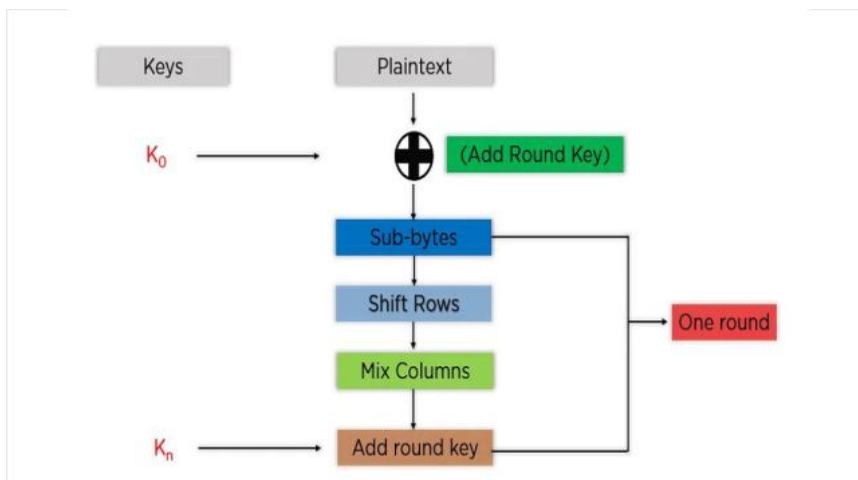 Keys
Plaintext
K₀
(Add Round Key)
Sub-bytes
Shift Rows
One round
Mix Columns
Kₙ
Add round key